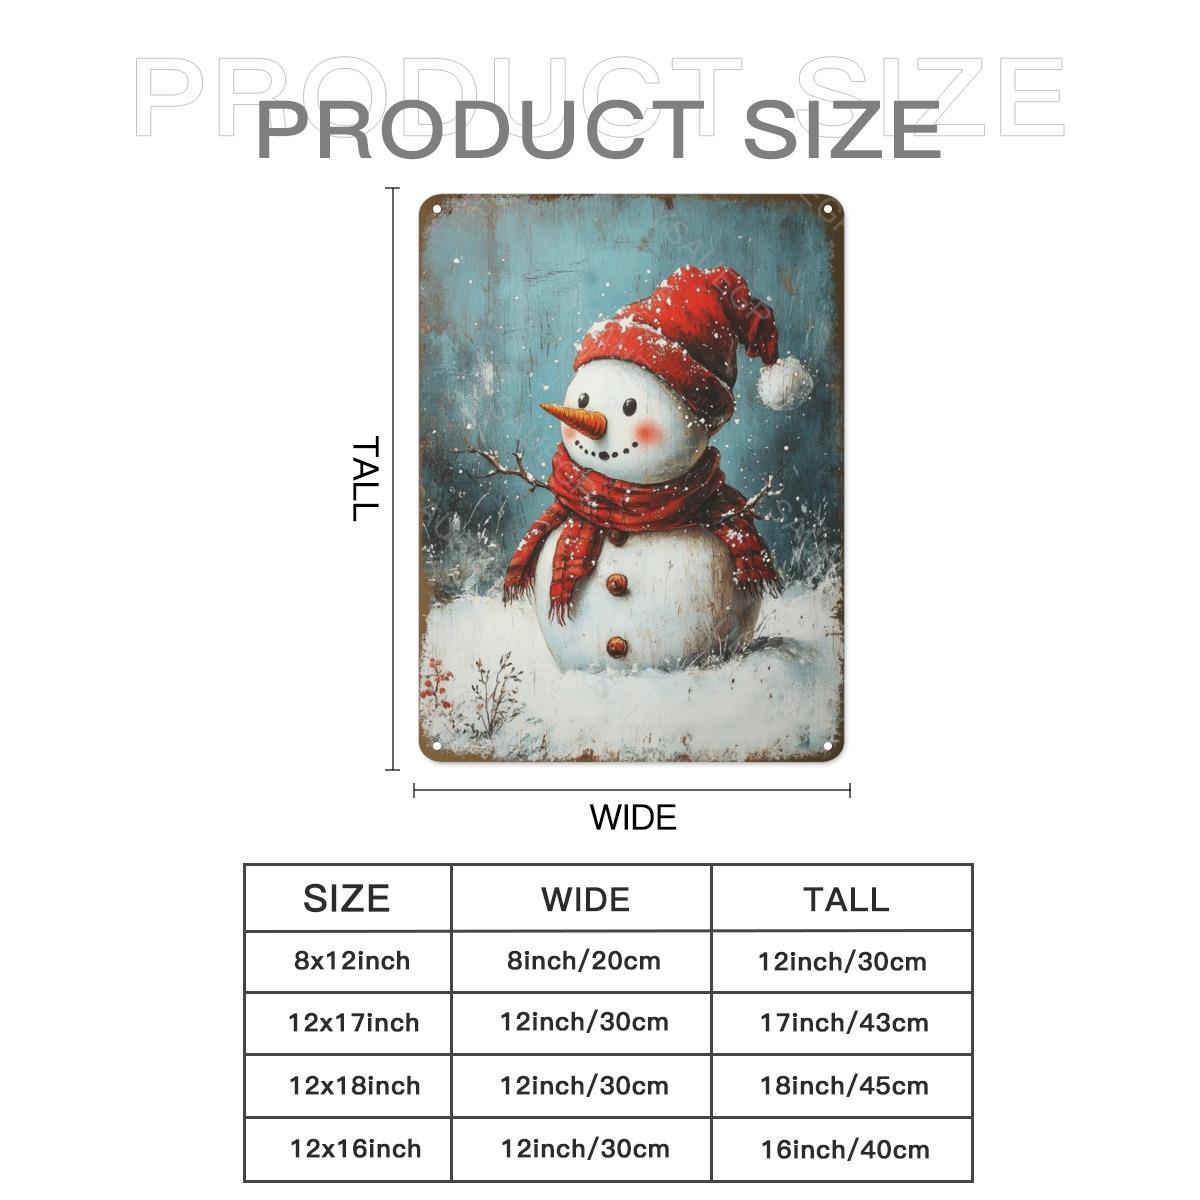 PRODUCT SIZE
PRODUCT SIZE
TALL
WIDE
SIZE WIDE TALL
8x12inch 8inch/20cm 12inch/30cm
12x17inch 12inch/30cm 17inch/43cm
12x18inch 12inch/30cm 18inch/45cm
12x16inch 12inch/30cm 16inch/40cm